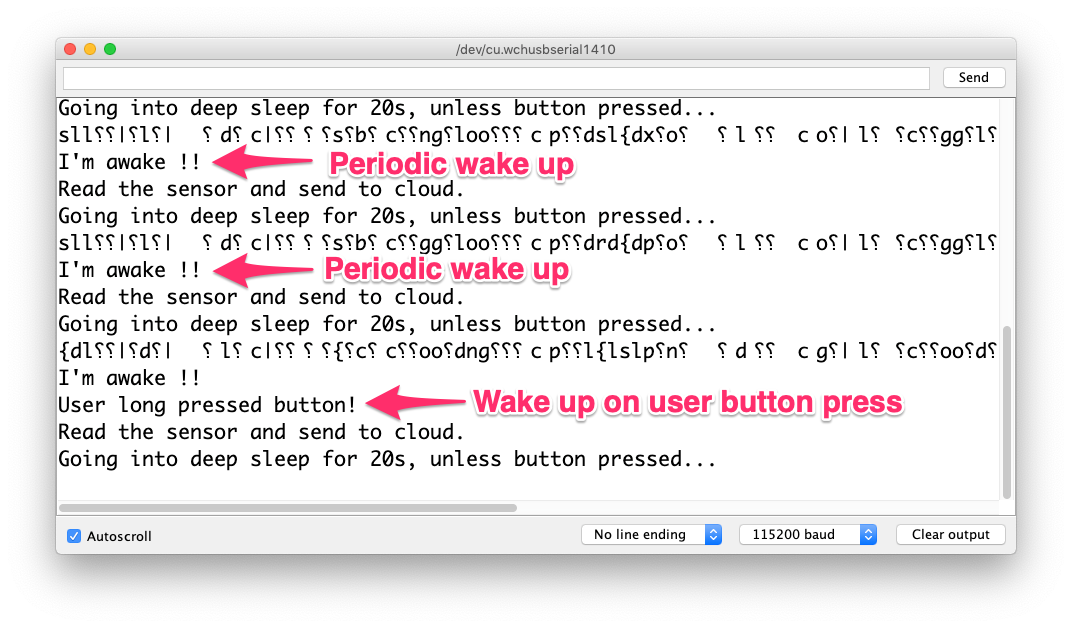 /dev/cu.wchusbserial1410
Send
Going into deep sleep for 20s, unless button pressed...
sll⸮⸮|⸮l⸮| ⸮ d⸮ c|⸮⸮ ⸮ ⸮s⸮b⸮ c⸮⸮ng⸮loo⸮⸮⸮ c p⸮⸮dsl{dx⸮o⸮ ⸮ l ⸮⸮ c o⸮| l⸮ ⸮c⸮⸮gg⸮l⸮
I'm awake !! Periodic wake up
Read the sensor and send to cloud.
Going into deep sleep for 20s, unless button pressed...
sll⸮⸮|⸮l⸮| ⸮ d⸮ c|⸮⸮ ⸮ ⸮s⸮b⸮ c⸮⸮gg⸮loo⸮⸮⸮ c p⸮⸮drd{dp⸮o⸮ ⸮ l ⸮⸮ c o⸮| l⸮ ⸮c⸮⸮gg⸮l⸮
I'm awake !! Periodic wake up
Read the sensor and send to cloud.
Going into deep sleep for 20s, unless button pressed...
{dl⸮⸮|⸮d⸮| ⸮ l⸮ c|⸮⸮ ⸮ ⸮{⸮c⸮ c⸮⸮oo⸮dng⸮⸮⸮ c p⸮⸮l{lslp⸮n⸮ ⸮ d ⸮⸮ c g⸮| l⸮ ⸮c⸮⸮oo⸮d⸮
I'm awake !!
User long pressed button! Wake up on user button press
Read the sensor and send to cloud.
Going into deep sleep for 20s, unless button pressed...
Autoscroll
No line ending
115200 baud
Clear output